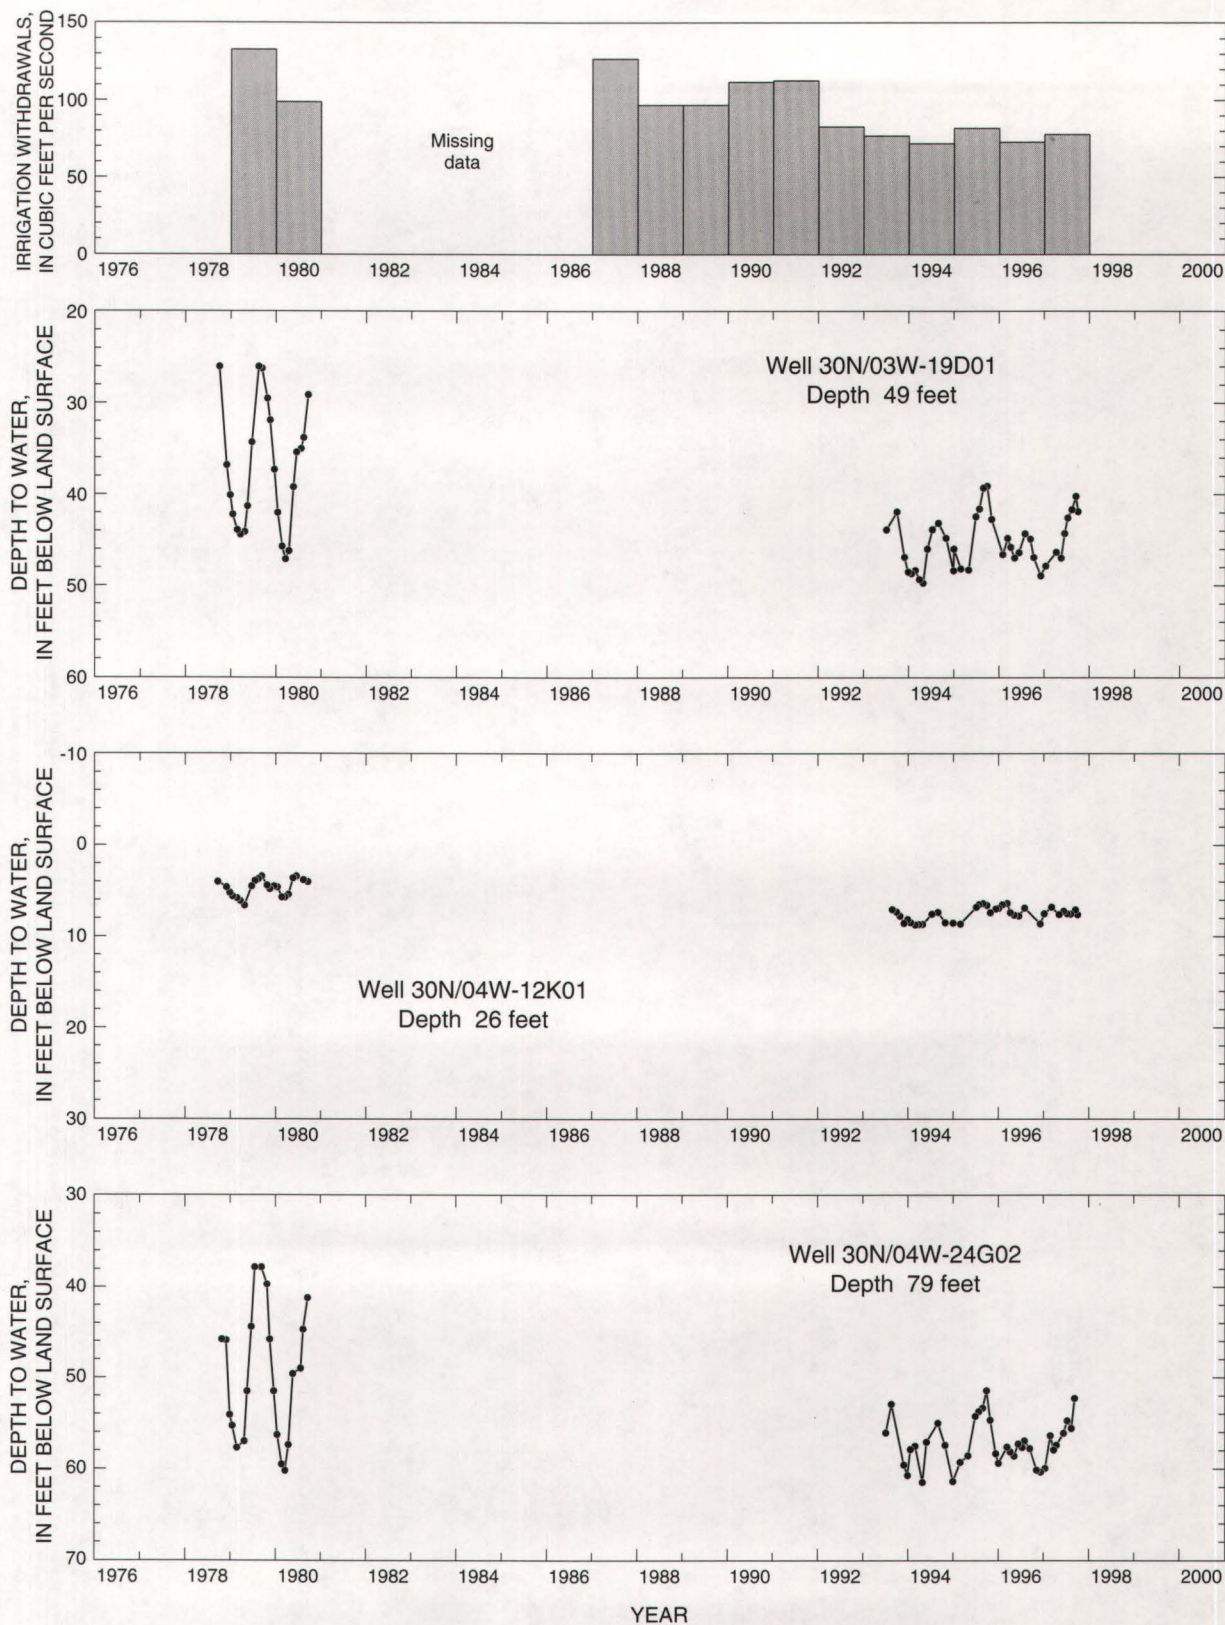 IRRIGATION WITHDRAWALS,
IN CUBIC FEET PER SECOND
150
100
50
0
Missing
data
1976 1978 1980 1982 1984 1986 1988 1990 1992 1994 1996 1998 2000
DEPTH TO WATER,
IN FEET BELOW LAND SURFACE
20
30
40
50
60
Well 30N/03W-19D01
Depth 49 feet
1976 1978 1980 1982 1984 1986 1988 1990 1992 1994 1996 1998 2000
DEPTH TO WATER,
IN FEET BELOW LAND SURFACE
-10
0
10
20
30
Well 30N/04W-12K01
Depth 26 feet
1976 1978 1980 1982 1984 1986 1988 1990 1992 1994 1996 1998 2000
DEPTH TO WATER,
IN FEET BELOW LAND SURFACE
30
40
50
60
70
Well 30N/04W-24G02
Depth 79 feet
1976 1978 1980 1982 1984 1986 1988 1990 1992 1994 1996 1998 2000
YEAR